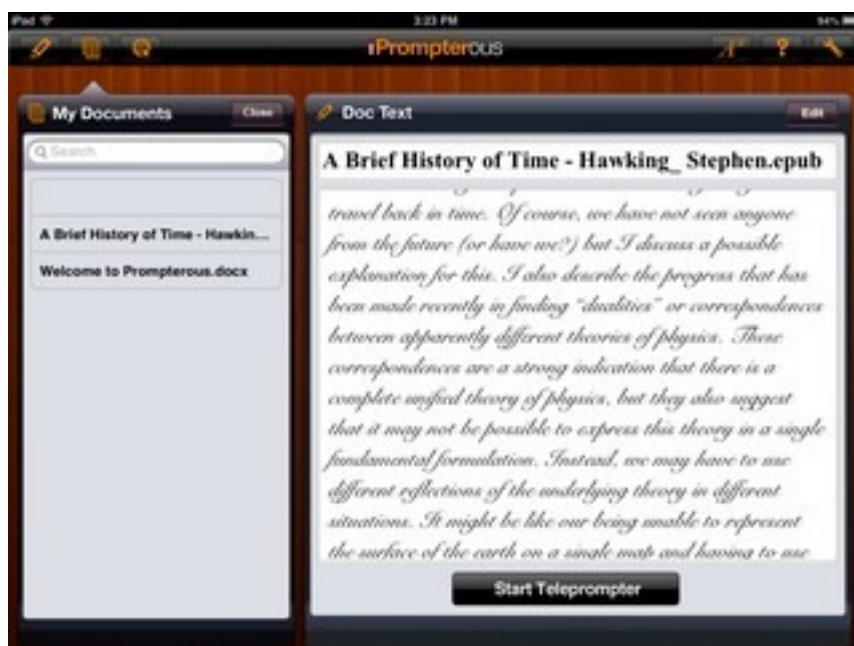 iPad 3:23 PM 94%
iPrompterous
My Documents Close
Search
A Brief History of Time - Hawkin...
Welcome to Prompterous.docx
Doc Text Edit
A Brief History of Time - Hawking_ Stephen.epub
travel back in time. Of course, we have not seen anyone
from the future (or have we?) but I discuss a possible
explanation for this. I also describe the progress that has
been made recently in finding “dualities” or correspondences
between apparently different theories of physics. These
correspondences are a strong indication that there is a
complete unified theory of physics, but they also suggest
that it may not be possible to express this theory in a single
fundamental formulation. Instead, we may have to use
different reflections of the underlying theory in different
situations. It might be like our being unable to represent
the surface of the earth on a single map and having to use
Start Teleprompter